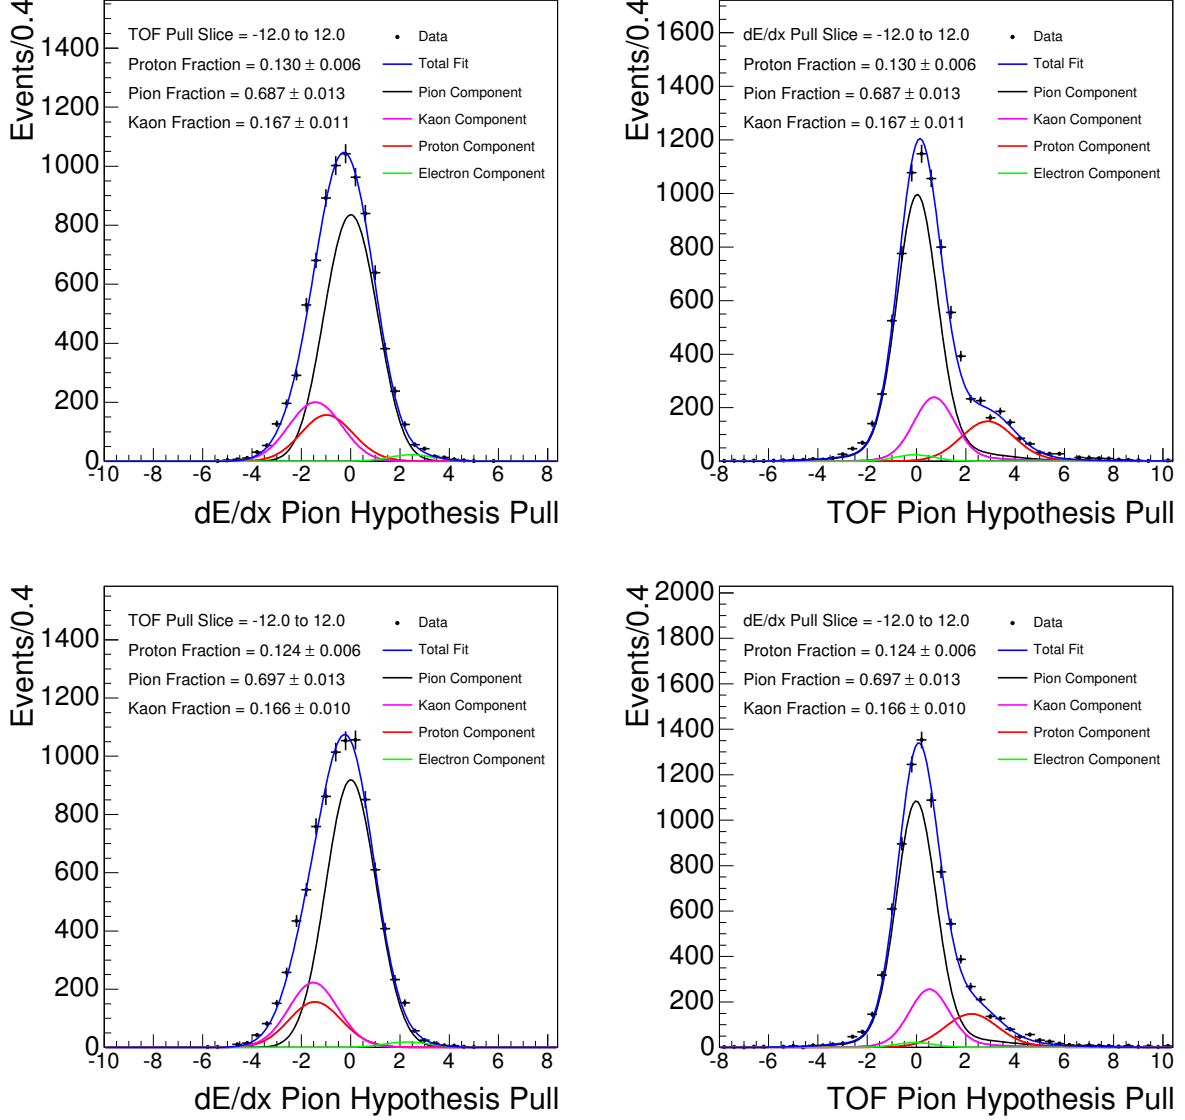 Events/0.4
1400
1200
1000
800
600
400
200
0
TOF Pull Slice = -12.0 to 12.0
Proton Fraction = 0.130 ± 0.006
Pion Fraction = 0.687 ± 0.013
Kaon Fraction = 0.167 ± 0.011
Data
Total Fit
Pion Component
Kaon Component
Proton Component
Electron Component
-10 -8 -6 -4 -2 0 2 4 6 8
dE/dx Pion Hypothesis Pull
Events/0.4
1600
1400
1200
1000
800
600
400
200
0
dE/dx Pull Slice = -12.0 to 12.0
Proton Fraction = 0.130 ± 0.006
Pion Fraction = 0.687 ± 0.013
Kaon Fraction = 0.167 ± 0.011
Data
Total Fit
Pion Component
Kaon Component
Proton Component
Electron Component
-8 -6 -4 -2 0 2 4 6 8 10
TOF Pion Hypothesis Pull
Events/0.4
1400
1200
1000
800
600
400
200
0
TOF Pull Slice = -12.0 to 12.0
Proton Fraction = 0.124 ± 0.006
Pion Fraction = 0.697 ± 0.013
Kaon Fraction = 0.166 ± 0.010
Data
Total Fit
Pion Component
Kaon Component
Proton Component
Electron Component
-10 -8 -6 -4 -2 0 2 4 6 8
dE/dx Pion Hypothesis Pull
Events/0.4
2000
1800
1600
1400
1200
1000
800
600
400
200
0
dE/dx Pull Slice = -12.0 to 12.0
Proton Fraction = 0.124 ± 0.006
Pion Fraction = 0.697 ± 0.013
Kaon Fraction = 0.166 ± 0.010
Data
Total Fit
Pion Component
Kaon Component
Proton Component
Electron Component
-8 -6 -4 -2 0 2 4 6 8 10
TOF Pion Hypothesis Pull